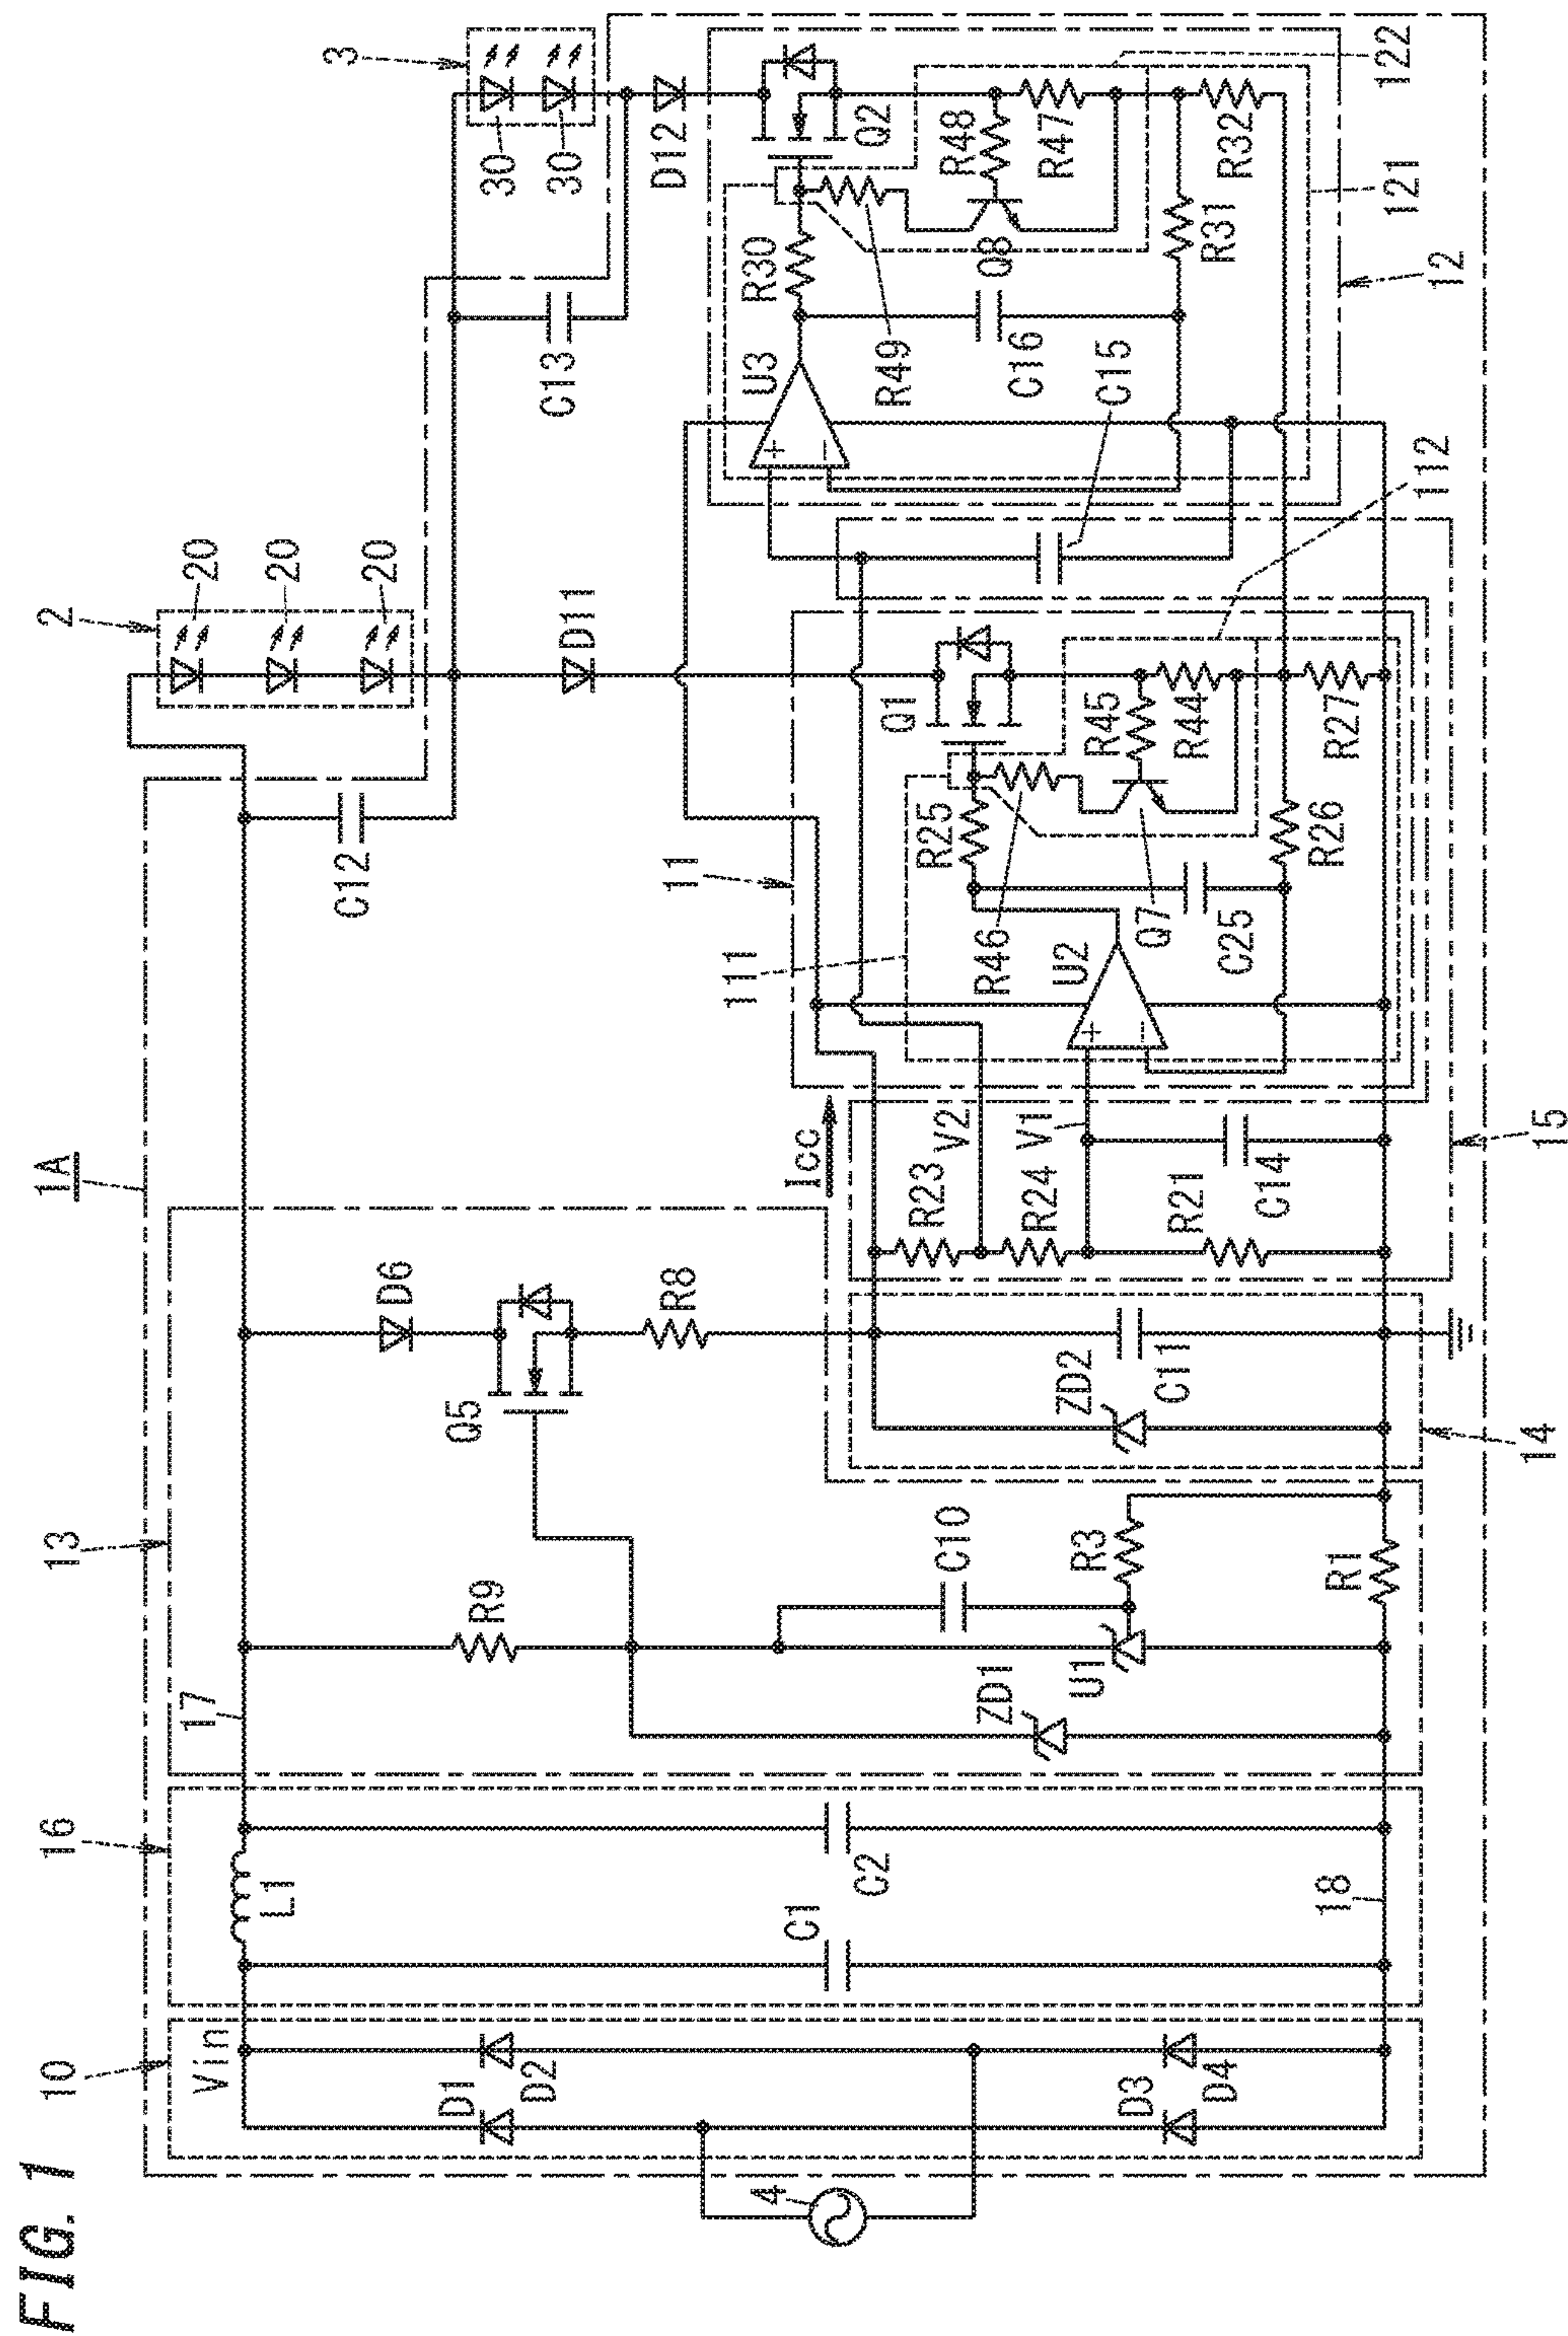 FIG. 1
1A
10
16
13
2
3
Vin
17
L1
C1
C2
D1
D2
D3
D4
4
18
R9
ZD1
U1
C10
R3
R1
Q5
D6
R8
ZD2
C11
14
Icc
R23
V2
R24
V1
R21
C14
15
C12
20
20
20
D11
11
111
R25
Q1
R46
U2
Q7
C25
R45
R44
R26
R27
112
30
30
C13
D12
U3
R30
Q2
R49
C16
C15
Q8
R48
R47
R31
R32
12
121
122